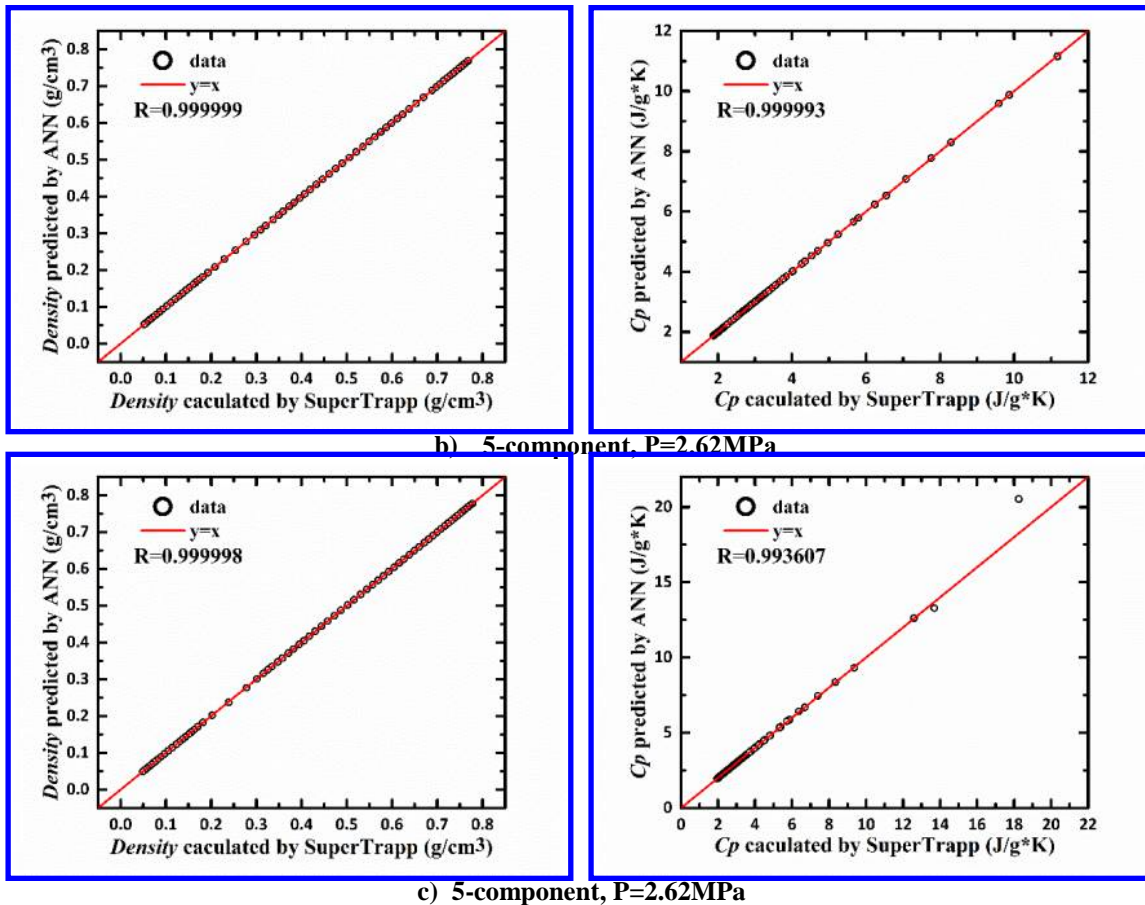 data
y=x
R=0.999999
0.8
0.7
0.6
0.5
0.4
0.3
0.2
0.1
0.0
Density predicted by ANN (g/cm3)
0.0 0.1 0.2 0.3 0.4 0.5 0.6 0.7 0.8
Density caculated by SuperTrapp (g/cm3)
data
y=x
R=0.999993
12
10
8
6
4
2
Cp predicted by ANN (J/g*K)
2 4 6 8 10 12
Cp caculated by SuperTrapp (J/g*K)
b) 5-component, P=2.62MPa
data
y=x
R=0.999998
0.8
0.7
0.6
0.5
0.4
0.3
0.2
0.1
0.0
Density predicted by ANN (g/cm3)
0.0 0.1 0.2 0.3 0.4 0.5 0.6 0.7 0.8
Density caculated by SuperTrapp (g/cm3)
data
y=x
R=0.993607
20
15
10
5
0
Cp predicted by ANN (J/g*K)
0 2 4 6 8 10 12 14 16 18 20 22
Cp caculated by SuperTrapp (J/g*K)
c) 5-component, P=2.62MPa